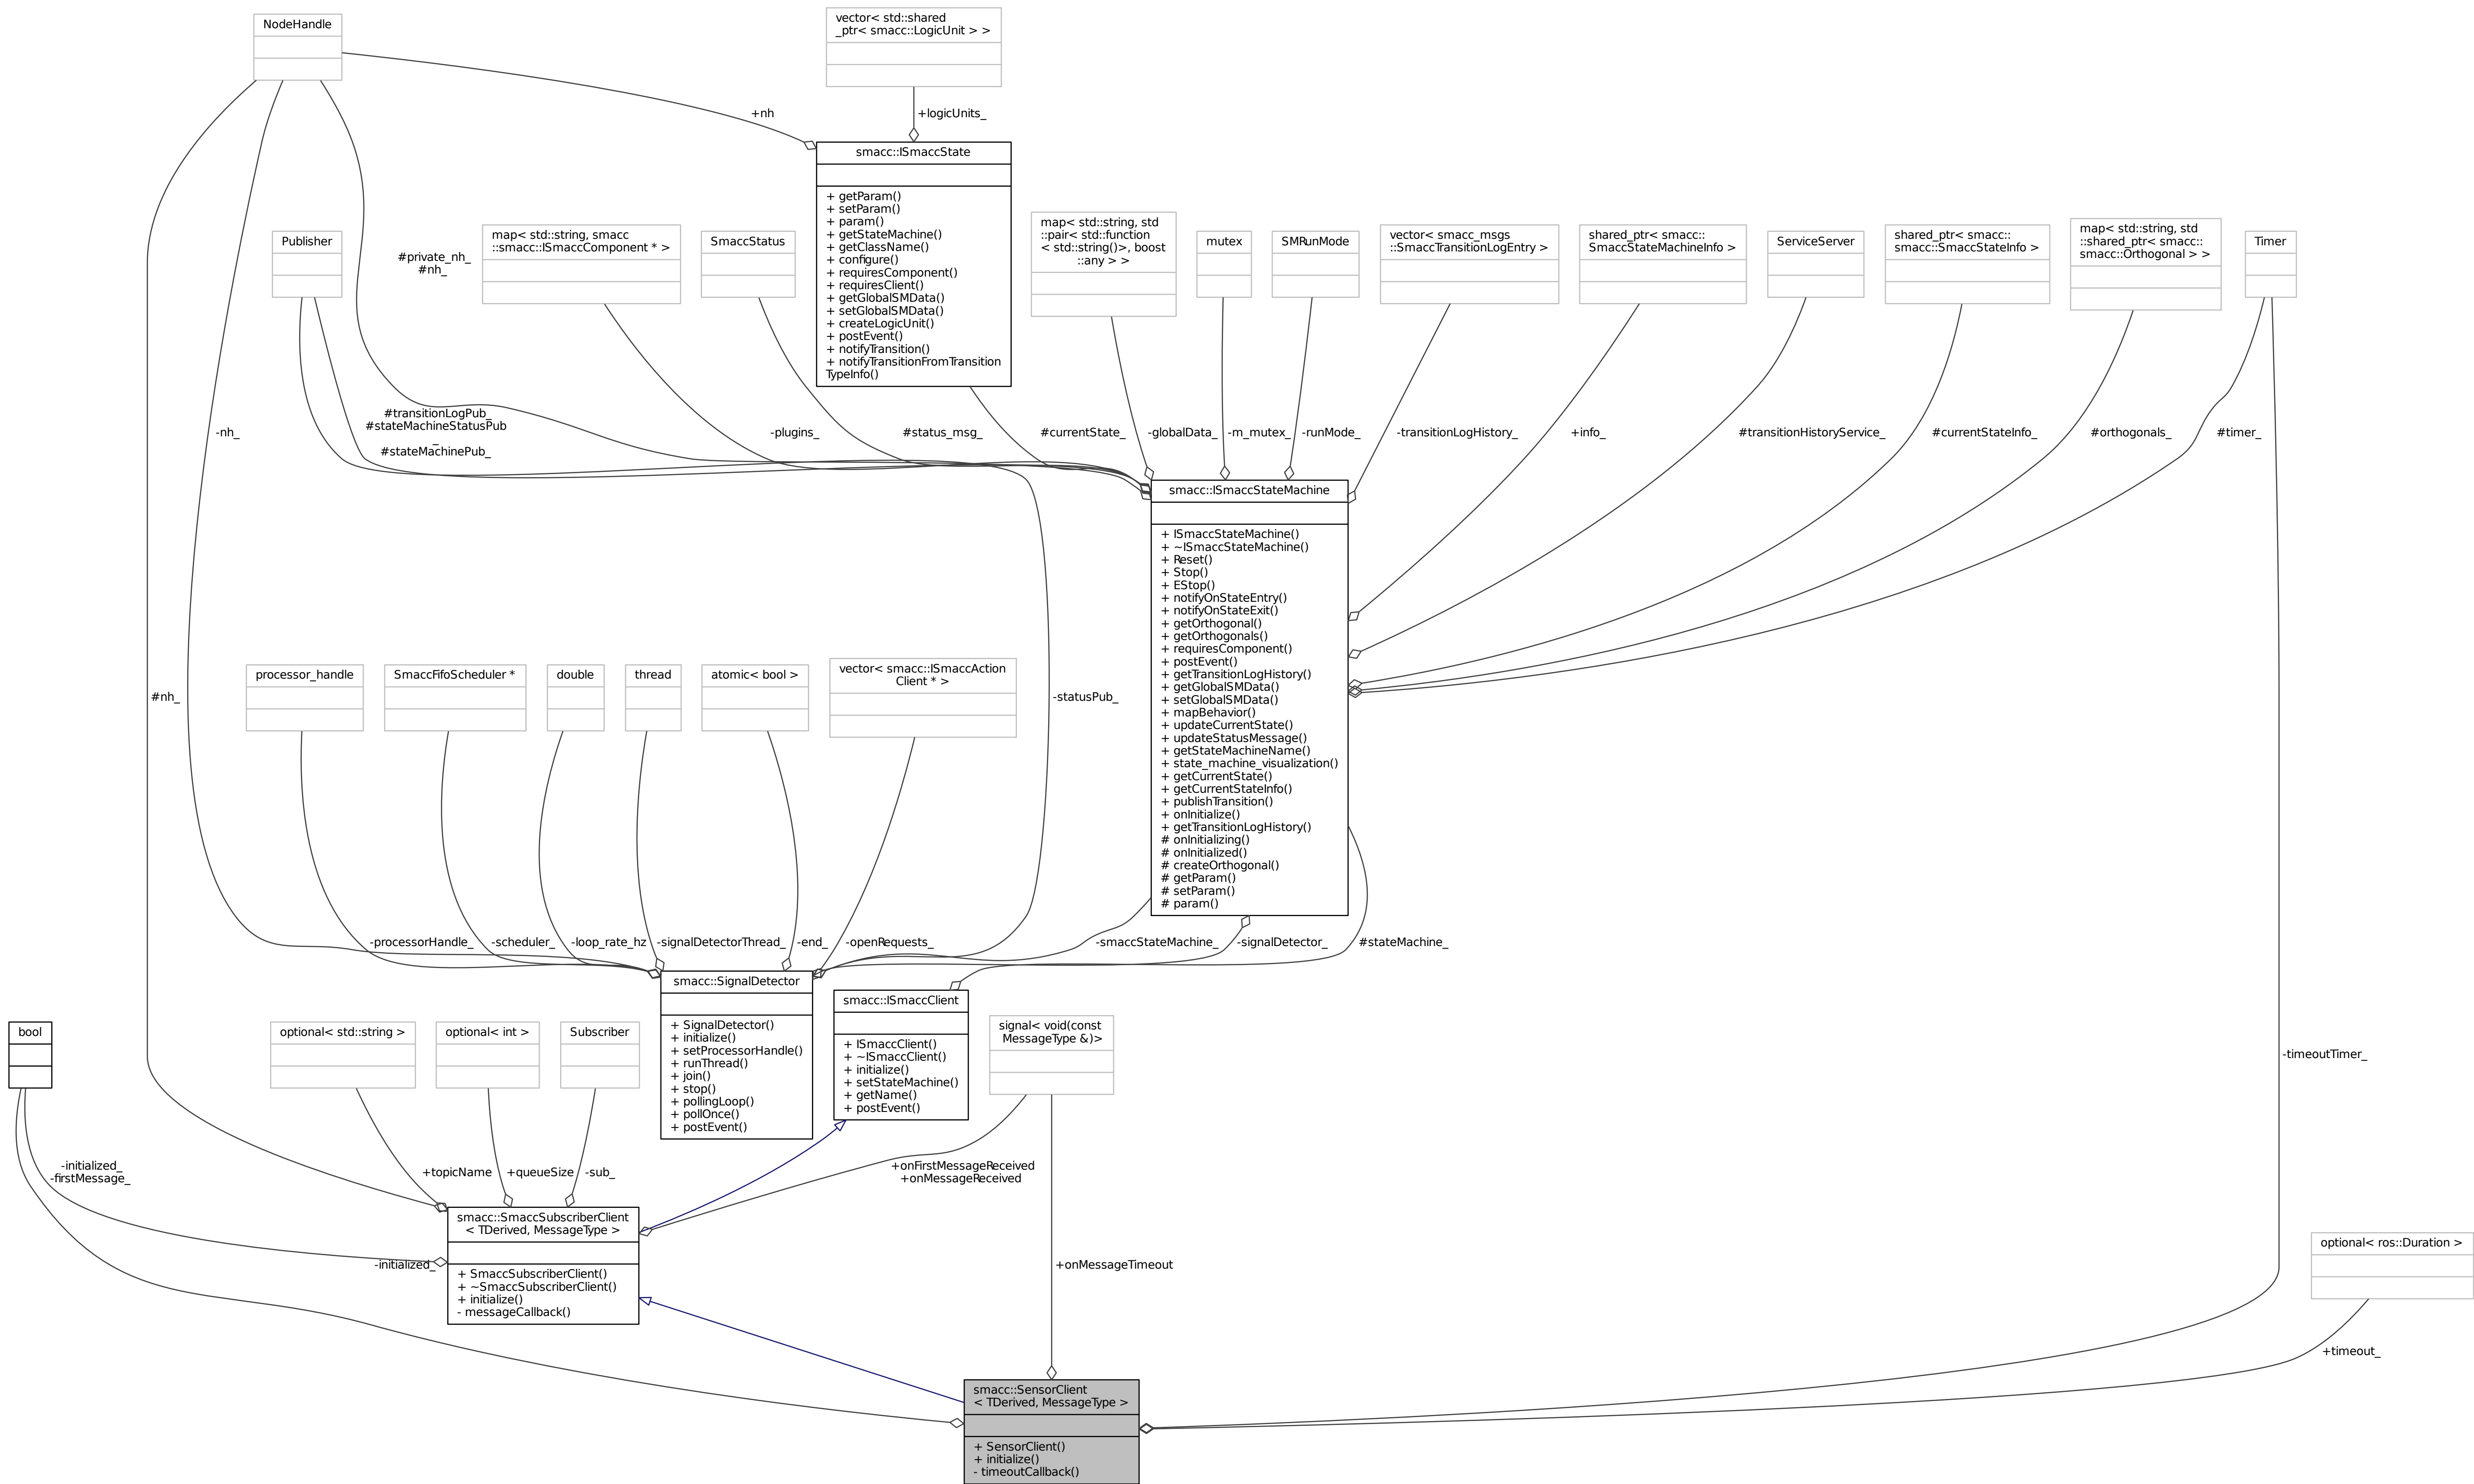 NodeHandle
vector< std::shared
_ptr< smacc::LogicUnit > >
+nh
+logicUnits_
smacc::ISmaccState
+ getParam()
+ setParam()
+ param()
+ getStateMachine()
+ getClassName()
+ configure()
+ requiresComponent()
+ requiresClient()
+ getGlobalSMData()
+ setGlobalSMData()
+ createLogicUnit()
+ postEvent()
+ notifyTransition()
+ notifyTransitionFromTransition
TypeInfo()
Publisher
#private_nh_
#nh_
map< std::string, smacc
::smacc::ISmaccComponent * >
SmaccStatus
map< std::string, std
::pair< std::function
< std::string()>, boost
::any > >
mutex
SMRunMode
vector< smacc_msgs
::SmaccTransitionLogEntry >
shared_ptr< smacc::
SmaccStateMachineInfo >
ServiceServer
shared_ptr< smacc::
smacc::SmaccStateInfo >
map< std::string, std
::shared_ptr< smacc::
smacc::Orthogonal > >
Timer
-nh_
#transitionLogPub_
#stateMachineStatusPub
_
#stateMachinePub_
-plugins_
#status_msg_
#currentState_
-globalData_
-m_mutex_
-runMode_
-transitionLogHistory_
+info_
#transitionHistoryService_
#currentStateInfo_
#orthogonals_
#timer_
smacc::ISmaccStateMachine
+ ISmaccStateMachine()
+ ~ISmaccStateMachine()
+ Reset()
+ Stop()
+ EStop()
+ notifyOnStateEntry()
+ notifyOnStateExit()
+ getOrthogonal()
+ getOrthogonals()
+ requiresComponent()
+ postEvent()
+ getTransitionLogHistory()
+ getGlobalSMData()
+ setGlobalSMData()
+ mapBehavior()
+ updateCurrentState()
+ updateStatusMessage()
+ getStateMachineName()
+ state_machine_visualization()
+ getCurrentState()
+ getCurrentStateInfo()
+ publishTransition()
+ onInitialize()
+ getTransitionLogHistory()
# onInitializing()
# onInitialized()
# createOrthogonal()
# getParam()
# setParam()
# param()
#nh_
processor_handle
SmaccFifoScheduler *
double
thread
atomic< bool >
vector< smacc::ISmaccAction
Client * >
-statusPub_
-processorHandle_
-scheduler_
-loop_rate_hz
-signalDetectorThread_
-end_
-openRequests_
-smaccStateMachine_
-signalDetector_
#stateMachine_
smacc::SignalDetector
+ SignalDetector()
+ initialize()
+ setProcessorHandle()
+ runThread()
+ join()
+ stop()
+ pollingLoop()
+ pollOnce()
+ postEvent()
smacc::ISmaccClient
+ ISmaccClient()
+ ~ISmaccClient()
+ initialize()
+ setStateMachine()
+ getName()
+ postEvent()
signal< void(const
MessageType &)>
bool
optional< std::string >
optional< int >
Subscriber
-timeoutTimer_
-initialized_
-firstMessage_
+topicName
+queueSize
-sub_
+onFirstMessageReceived
+onMessageReceived
smacc::SmaccSubscriberClient
< TDerived, MessageType >
+ SmaccSubscriberClient()
+ ~SmaccSubscriberClient()
+ initialize()
- messageCallback()
-initialized_
+onMessageTimeout
optional< ros::Duration >
+timeout_
smacc::SensorClient
< TDerived, MessageType >
+ SensorClient()
+ initialize()
- timeoutCallback()